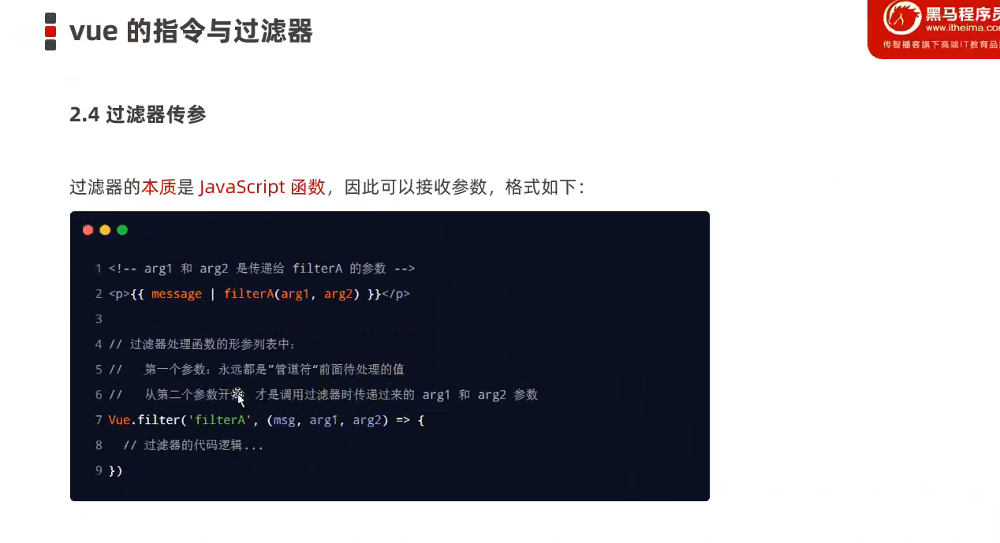 vue 的指令与过滤器
黑马程序员
www.itheima.com
传智播客旗下高端IT教育品
2.4 过滤器传参
过滤器的本质是 JavaScript 函数，因此可以接收参数，格式如下：
1 <!-- arg1 和 arg2 是传递给 filterA 的参数 -->
2 <p>{{ message | filterA(arg1, arg2) }}</p>
3
4 // 过滤器处理函数的形参列表中：
5 //   第一个参数：永远都是”管道符“前面待处理的值
6 //   从第二个参数开始，才是调用过滤器时传递过来的 arg1 和 arg2 参数
7 Vue.filter('filterA', (msg, arg1, arg2) => {
8   // 过滤器的代码逻辑...
9 })